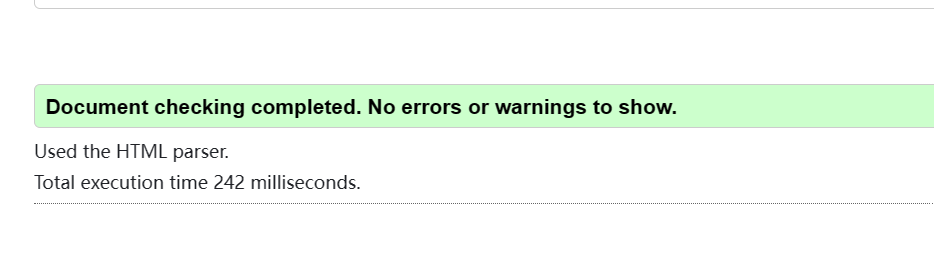 Document checking completed. No errors or warnings to show.
Used the HTML parser.
Total execution time 242 milliseconds.